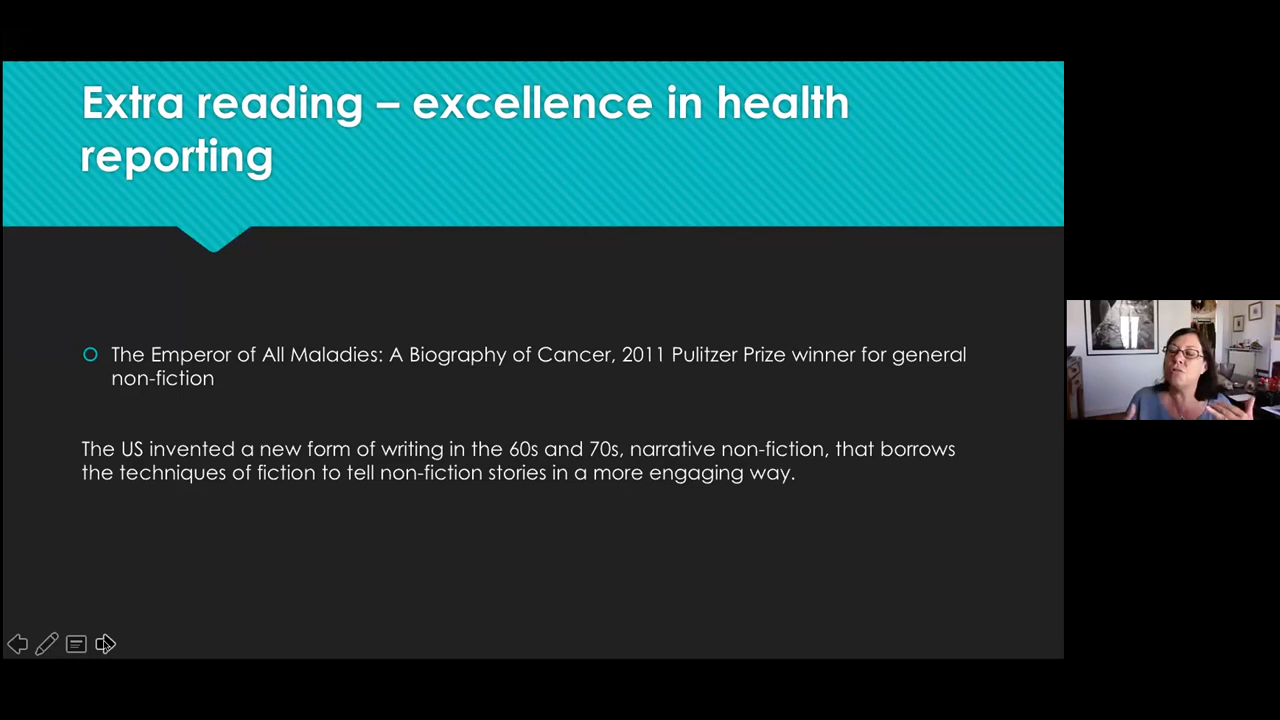 Extra reading – excellence in health
reporting
The Emperor of All Maladies: A Biography of Cancer, 2011 Pulitzer Prize winner for general
non-fiction
The US invented a new form of writing in the 60s and 70s, narrative non-fiction, that borrows
the techniques of fiction to tell non-fiction stories in a more engaging way.